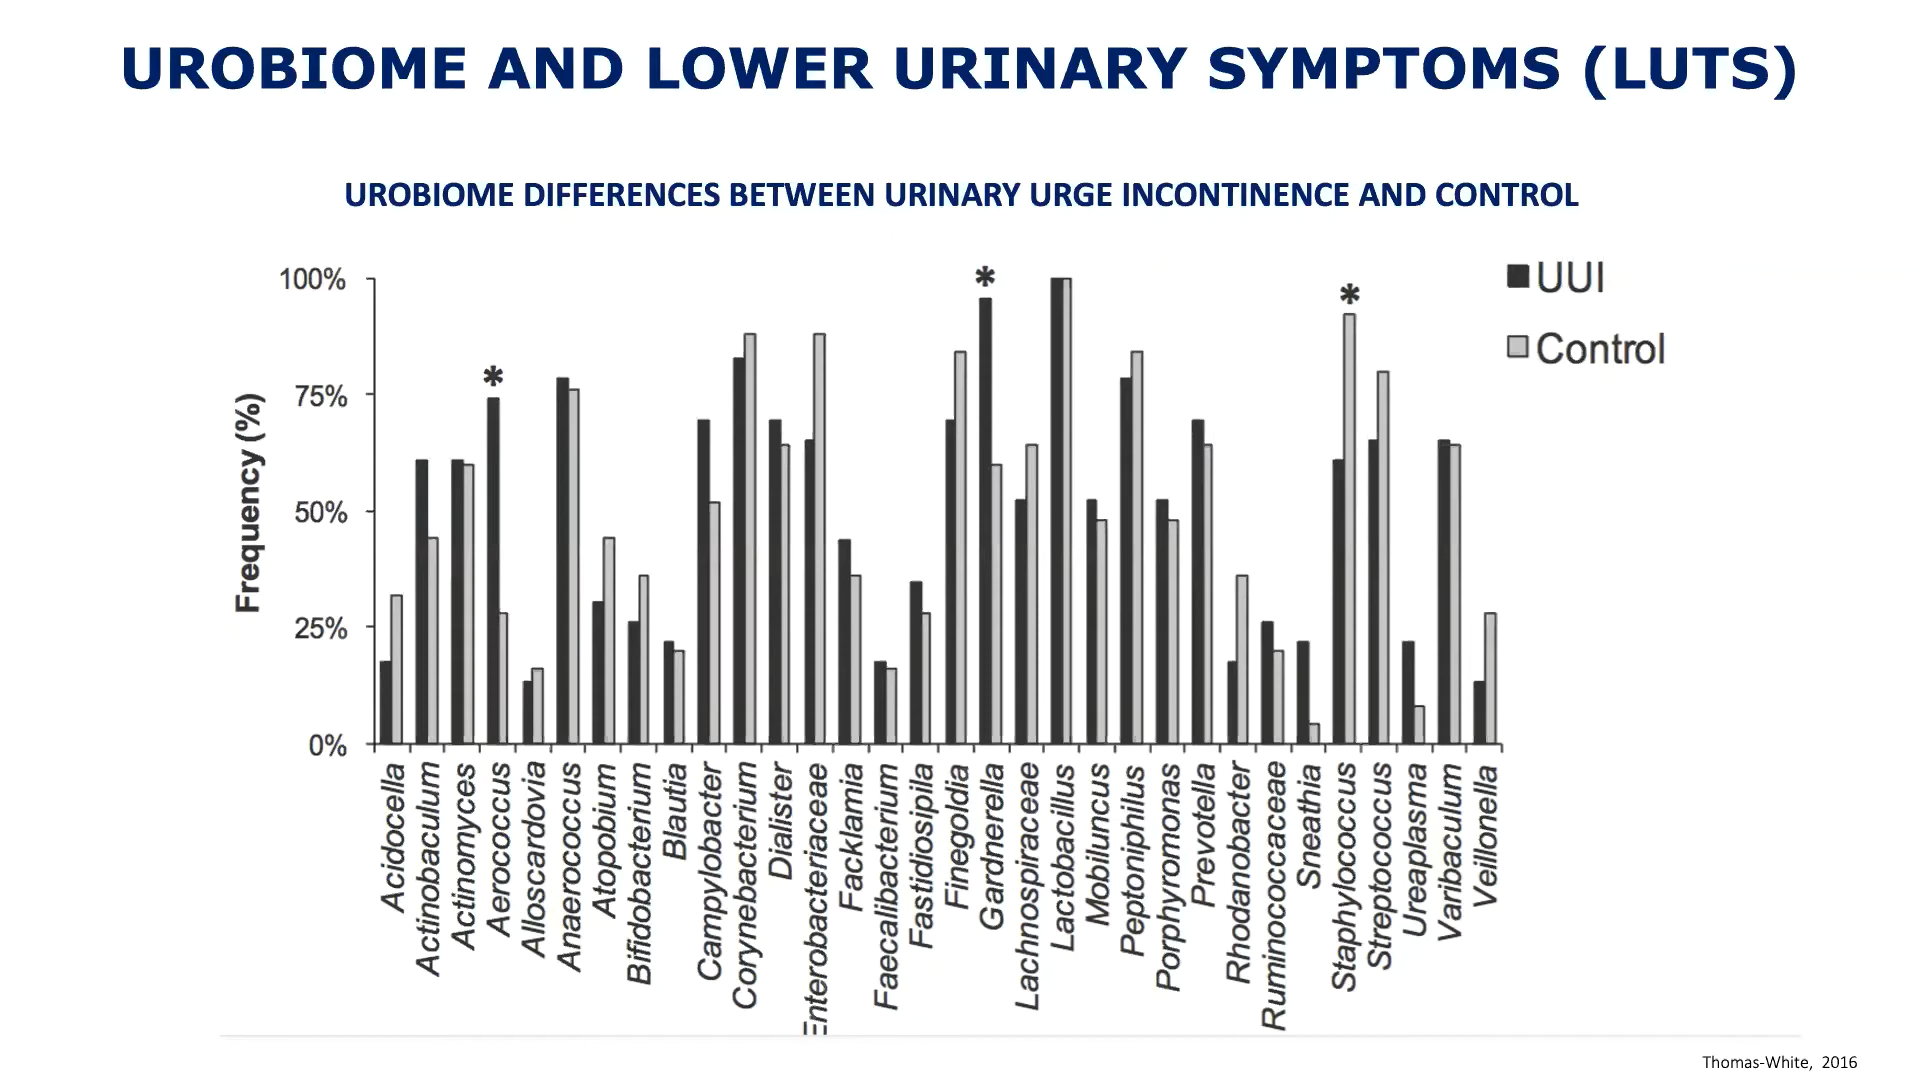 UROBIOME AND LOWER URINARY SYMPTOMS (LUTS)
UROBIOME DIFFERENCES BETWEEN URINARY URGE INCONTINENCE AND CONTROL
Frequency (%)
100%
75%
50%
25%
0%
*
*
*
UUI
Control
Acidocella
Actinobaculum
Actinomyces
Aerococcus
Alloscardovia
Anaerococcus
Atopobium
Bifidobacterium
Blautia
Campylobacter
Corynebacterium
Dialister
Enterobacteriaceae
Facklamia
Faecalibacterium
Fastidiosipila
Finegoldia
Gardnerella
Lachnospiraceae
Lactobacillus
Mobiluncus
Peptoniphilus
Porphyromonas
Prevotella
Rhodanobacter
Ruminococcaceae
Sneathia
Staphylococcus
Streptococcus
Ureaplasma
Varibaculum
Veillonella
Thomas-White, 2016